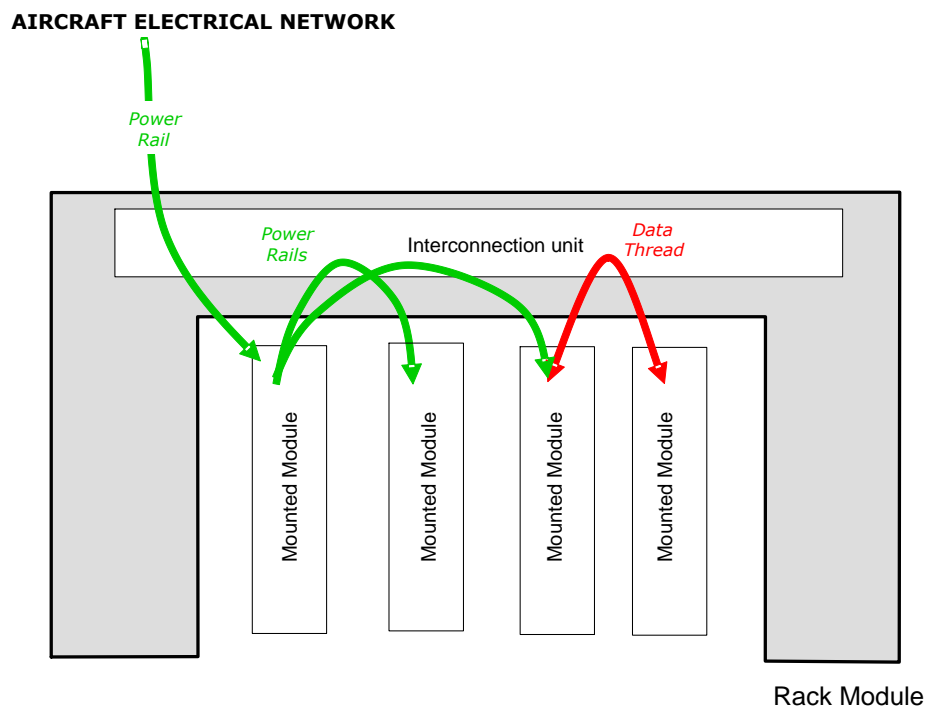 AIRCRAFT ELECTRICAL NETWORK
Power
Rail
Power
Rails
Interconnection unit
Data
Thread
Mounted Module
Mounted Module
Mounted Module
Mounted Module
Rack Module